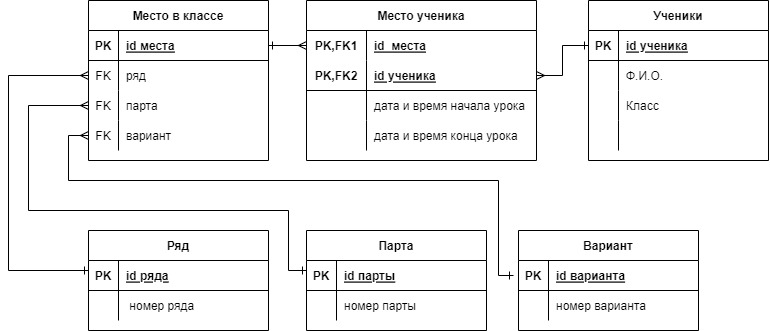 Место в классе
PK id места
FK ряд
FK парта
FK вариант
Место ученика
PK,FK1 id места
PK,FK2 id ученика
дата и время начала урока
дата и время конца урока
Ученики
PK id ученика
Ф.И.О.
Класс
Ряд
PK id ряда
номер ряда
Парта
PK id парты
номер парты
Вариант
PK id варианта
номер варианта